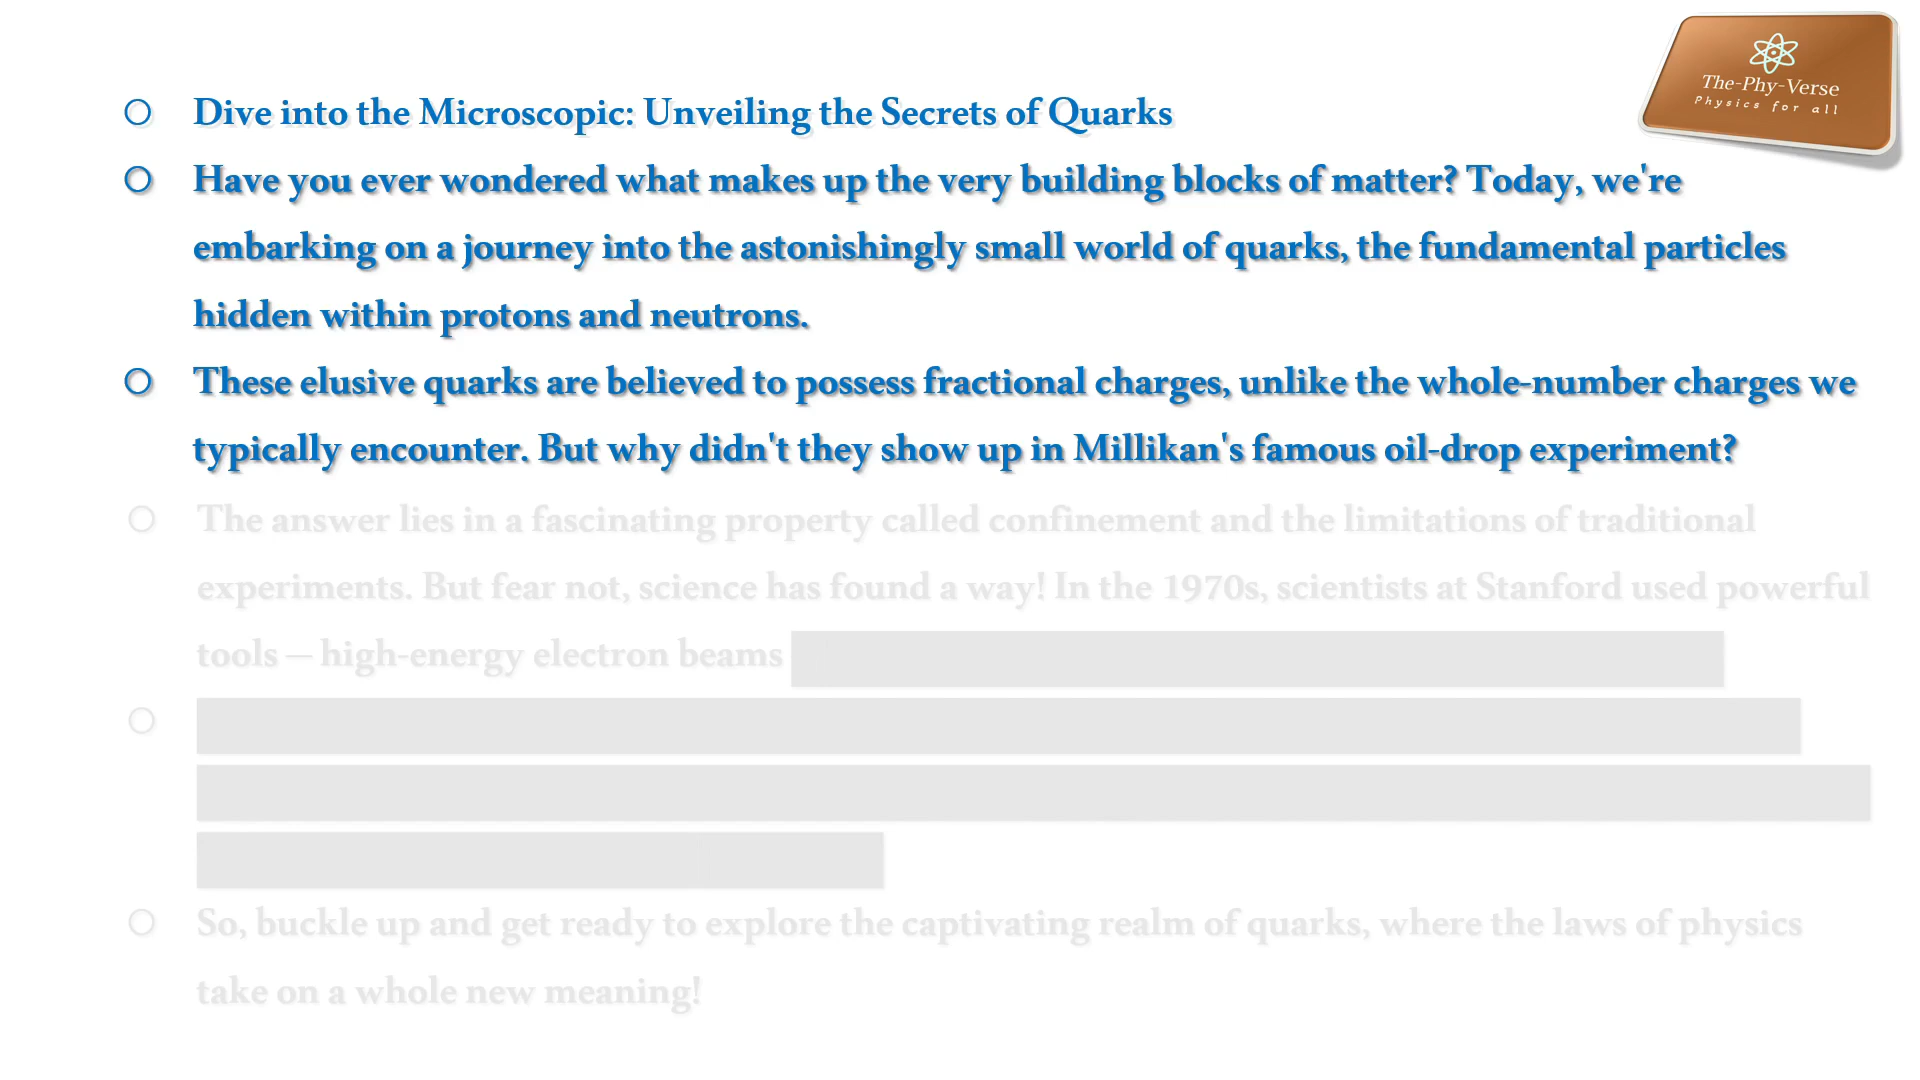 The-Phy-Verse
Physics for all
Dive into the Microscopic: Unveiling the Secrets of Quarks
Have you ever wondered what makes up the very building blocks of matter? Today, we're
embarking on a journey into the astonishingly small world of quarks, the fundamental particles
hidden within protons and neutrons.
These elusive quarks are believed to possess fractional charges, unlike the whole-number charges we
typically encounter. But why didn't they show up in Millikan's famous oil-drop experiment?
The answer lies in a fascinating property called confinement and the limitations of traditional
experiments. But fear not, science has found a way! In the 1970s, scientists at Stanford used powerful
tools – high-energy electron beams
So, buckle up and get ready to explore the captivating realm of quarks, where the laws of physics
take on a whole new meaning!